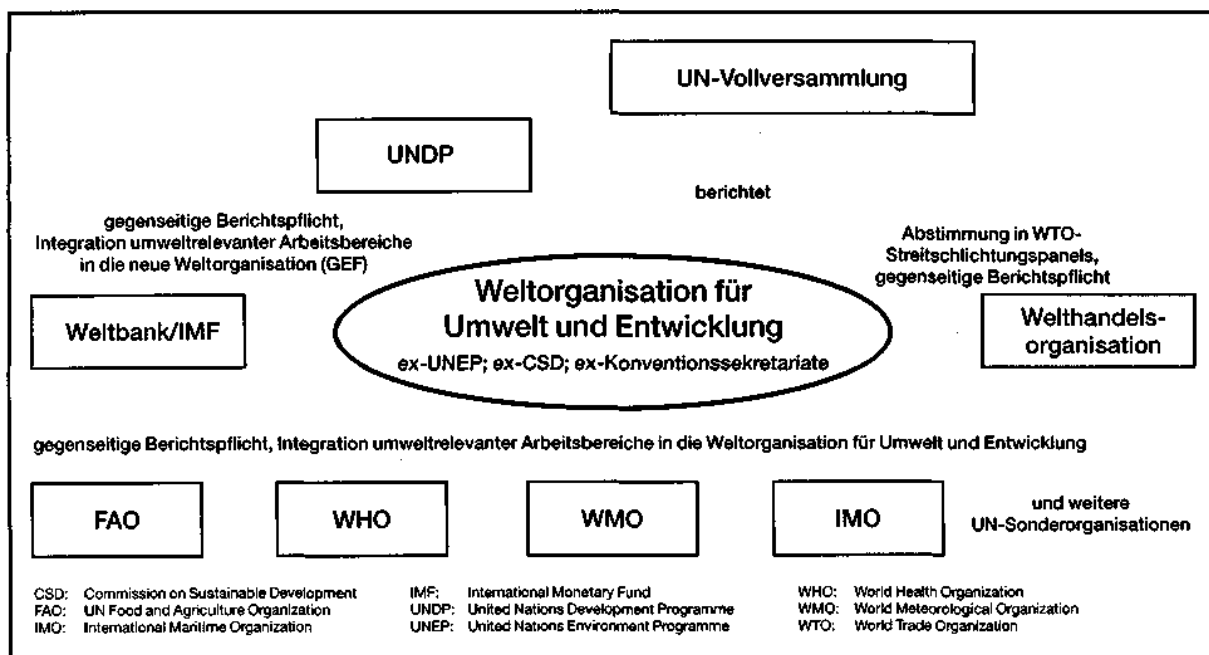 UN-Vollversammlung
UNDP
berichtet
gegenseitige Berichtspflicht,
Integration umweltrelevanter Arbeitsbereiche
in die neue Weltorganisation (GEF)
Abstimmung in WTO-
Streitschlichtungspanels,
gegenseitige Berichtspflicht
Weltbank/IMF
Weltorganisation für
Umwelt und Entwicklung
ex-UNEP; ex-CSD; ex-Konventionssekretariate
Welthandels-
organisation
gegenseitige Berichtspflicht, Integration umweltrelevanter Arbeitsbereiche in die Weltorganisation für Umwelt und Entwicklung
FAO
WHO
WMO
IMO
und weitere
UN-Sonderorganisationen
CSD: Commission on Sustainable Development
FAO: UN Food and Agriculture Organization
IMO: International Maritime Organization
IMF: International Monetary Fund
UNDP: United Nations Development Programme
UNEP: United Nations Environment Programme
WHO: World Health Organization
WMO: World Meteorological Organization
WTO: World Trade Organization